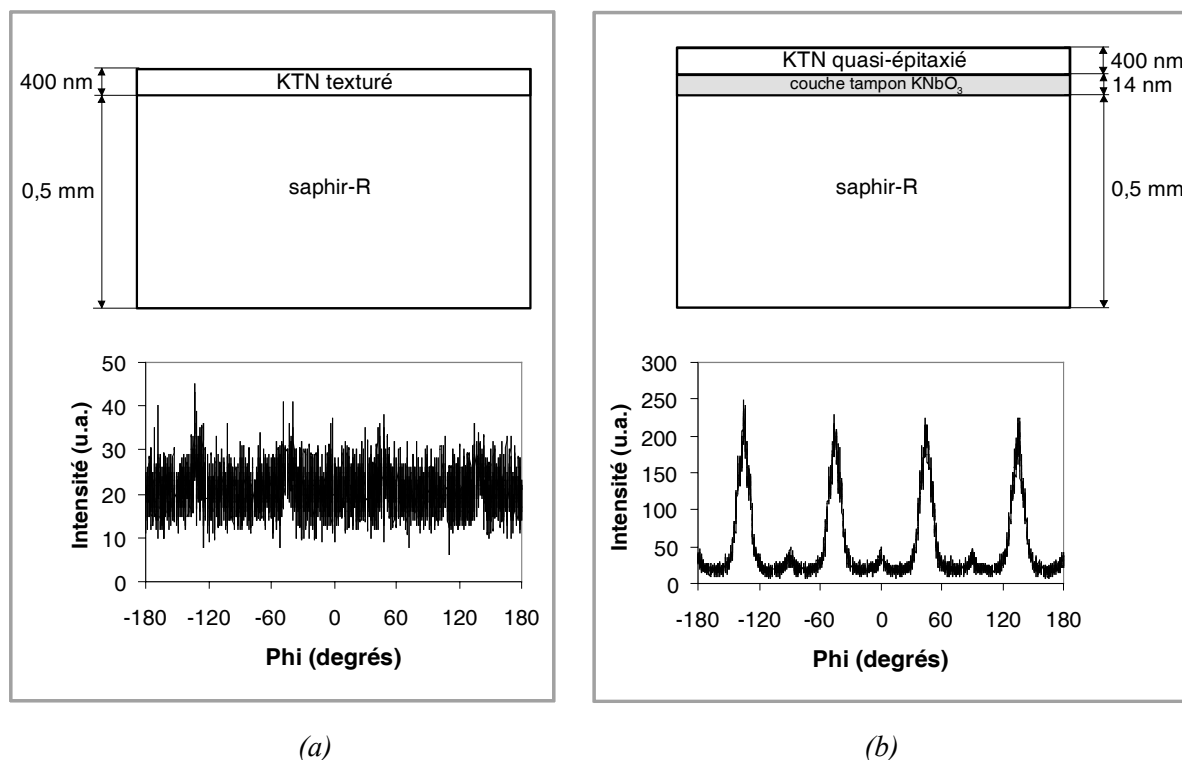 400 nm
KTN texturé
0,5 mm
saphir-R
50
40
30
20
10
0
Intensité (u.a.)
-180 -120 -60 0 60 120 180
Phi (degrés)
(a)
KTN quasi-épitaxié
400 nm
couche tampon KNbO₃
14 nm
saphir-R
0,5 mm
300
250
200
150
100
50
0
Intensité (u.a.)
-180 -120 -60 0 60 120 180
Phi (degrés)
(b)